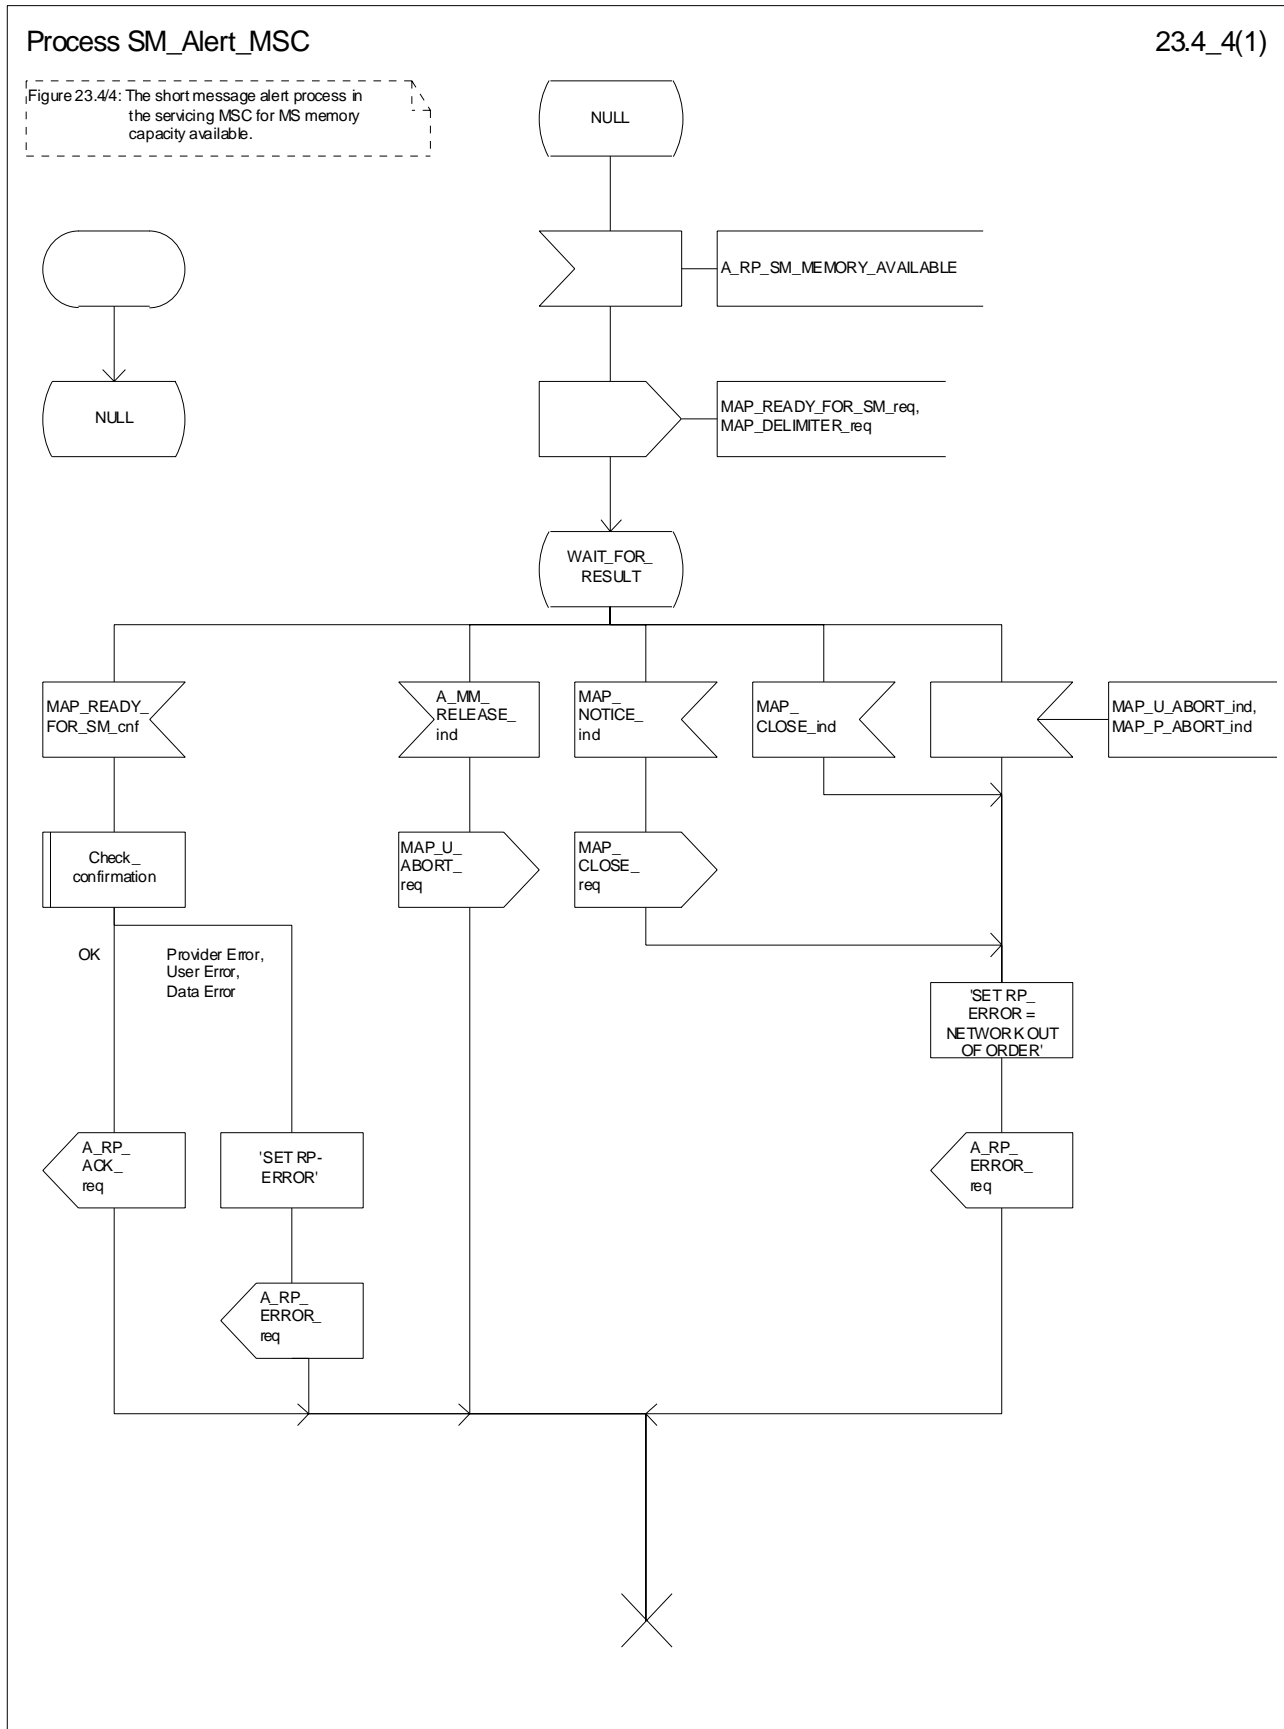 Process SM_Alert_MSC
23.4_4(1)
Figure 23.4/4: The short message alert process in
the servicing MSC for MS memory
capacity available.
NULL
A_RP_SM_MEMORY_AVAILABLE
NULL
MAP_READY_FOR_SM_req,
MAP_DELIMITER_req
WAIT_FOR_
RESULT
MAP_READY_
FOR_SM_cnf
A_MM_
RELEASE_
ind
MAP_
NOTICE_
ind
MAP_
CLOSE_ind
MAP_U_ABORT_ind,
MAP_P_ABORT_ind
Check_
confirmation
MAP_U_
ABORT_
req
MAP_
CLOSE_
req
OK
Provider Error,
User Error,
Data Error
'SET RP_
ERROR =
NETWORK OUT
OF ORDER'
A_RP_
ACK_
req
'SET RP-
ERROR'
A_RP_
ERROR_
req
A_RP_
ERROR_
req